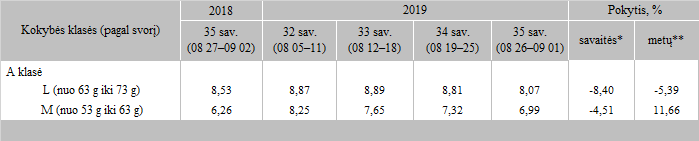 Kokybės klasės (pagal svorį) 2018 2019 Pokytis, %
35 sav. (08 27–09 02) 32 sav. (08 05–11) 33 sav. (08 12–18) 34 sav. (08 19–25) 35 sav. (08 26–09 01) savaitės* metų**
A klasė
L (nuo 63 g iki 73 g) 8,53 8,87 8,89 8,81 8,07 -8,40 -5,39
M (nuo 53 g iki 63 g) 6,26 8,25 7,65 7,32 6,99 -4,51 11,66